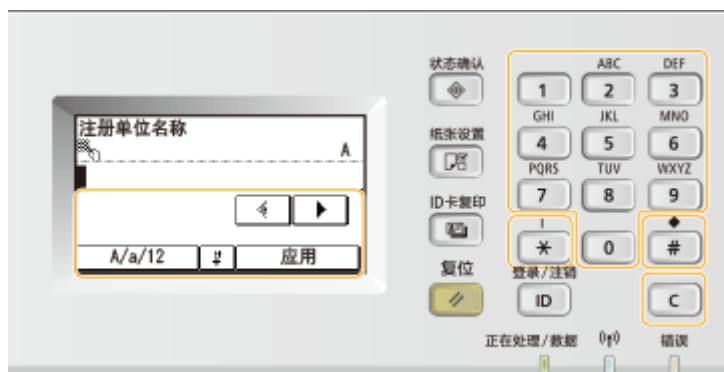 注册单位名称
A
A/a/12 # 应用
状态确认
纸张设置
ID卡复印
复位
ABC DEF
1 2 3
GHI JKL MNO
4 5 6
PQRS TUV WXYZ
7 8 9
* 0 #
登录/注销
ID C
正在处理/数据 错误